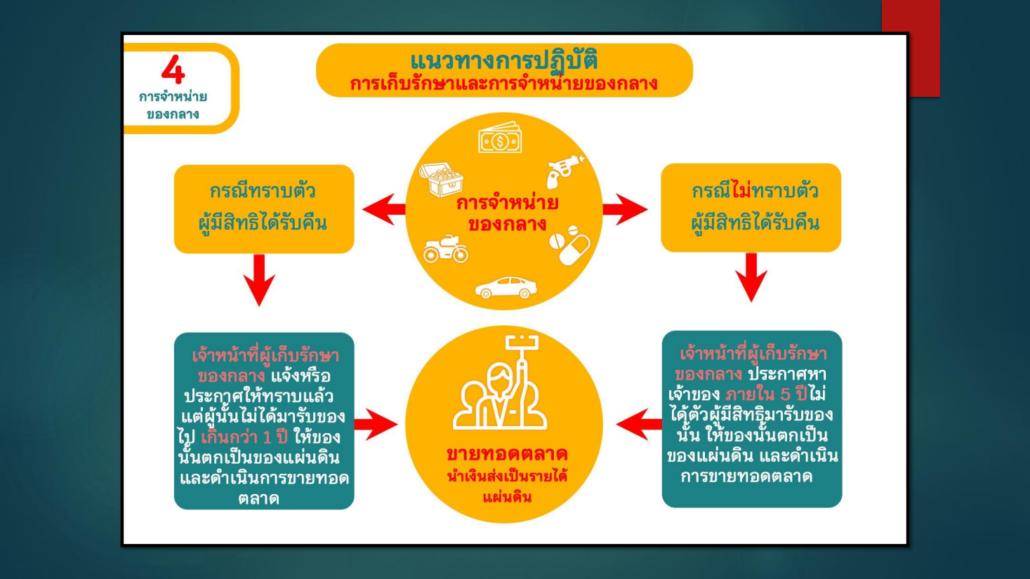 4
การจำหน่าย
ของกลาง
แนวทางการปฏิบัติ
การเก็บรักษาและการจำหน่ายของกลาง
การจำหน่าย
ของกลาง
กรณีทราบตัว
ผู้มีสิทธิได้รับคืน
กรณีไม่ทราบตัว
ผู้มีสิทธิได้รับคืน
เจ้าหน้าที่ผู้เก็บรักษา
ของกลาง แจ้งหรือ
ประกาศให้ทราบแล้ว
แต่ผู้นั้นไม่ได้มารับของ
ไป เกินกว่า 1 ปี ให้ของ
นั้นตกเป็นของแผ่นดิน
และดำเนินการขายทอด
ตลาด
ขายทอดตลาด
นำเงินส่งเป็นรายได้
แผ่นดิน
เจ้าหน้าที่ผู้เก็บรักษา
ของกลาง ประกาศหา
เจ้าของ ภายใน 5 ปีไม่
ได้ตัวผู้มีสิทธิมารับของ
นั้น ให้ของนั้นตกเป็น
ของแผ่นดิน และดำเนิน
การขายทอดตลาด